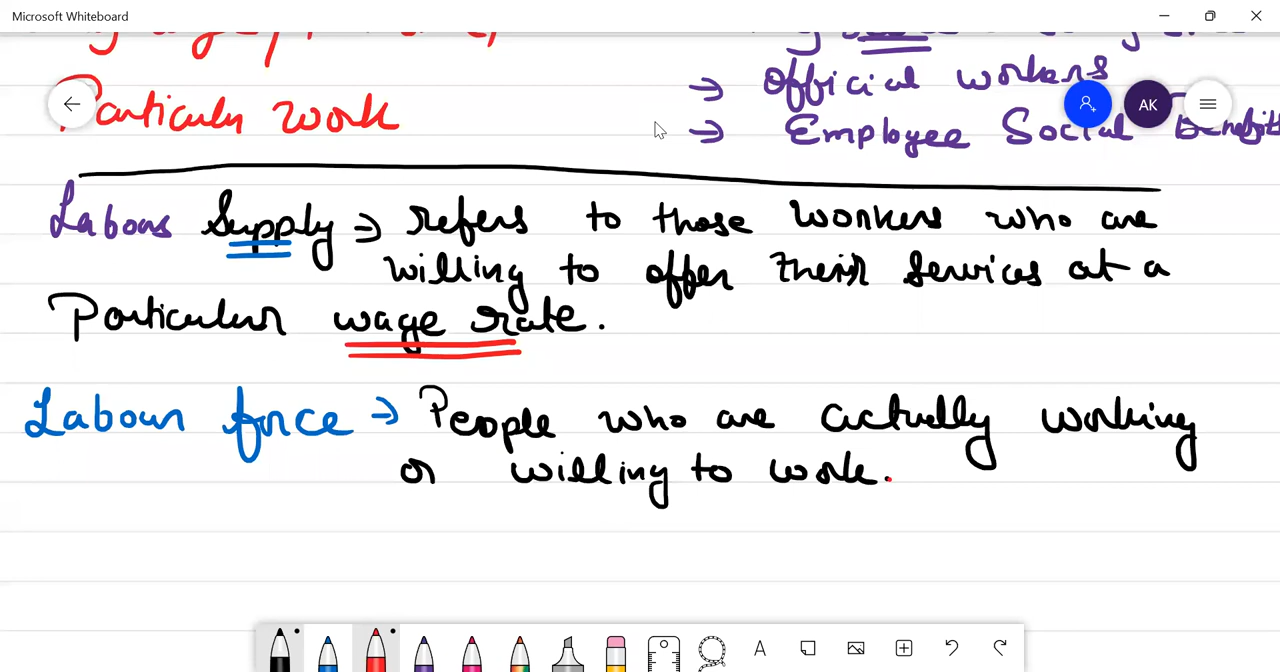 Microsoft Whiteboard
Particular work
→ Official workers
→ Employee Social Benefits
AK
Labour Supply ⇒ refers to those workers who are
willing to offer their services at a
Particular wage rate.
Labour force → People who are actually working
or willing to work.
A